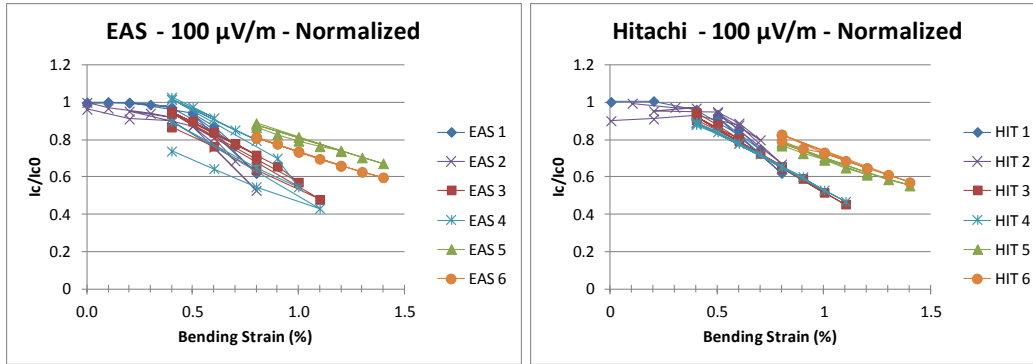 EAS - 100 μV/m - Normalized
Ic/Ic0
1.2
1
0.8
0.6
0.4
0.2
0
0.0
0.5
1.0
1.5
Bending Strain (%)
EAS 1
EAS 2
EAS 3
EAS 4
EAS 5
EAS 6
Hitachi - 100 μV/m - Normalized
Ic/Ic0
1.2
1
0.8
0.6
0.4
0.2
0
0.0
0.5
1.0
1.5
Bending Strain (%)
HIT 1
HIT 2
HIT 3
HIT 4
HIT 5
HIT 6